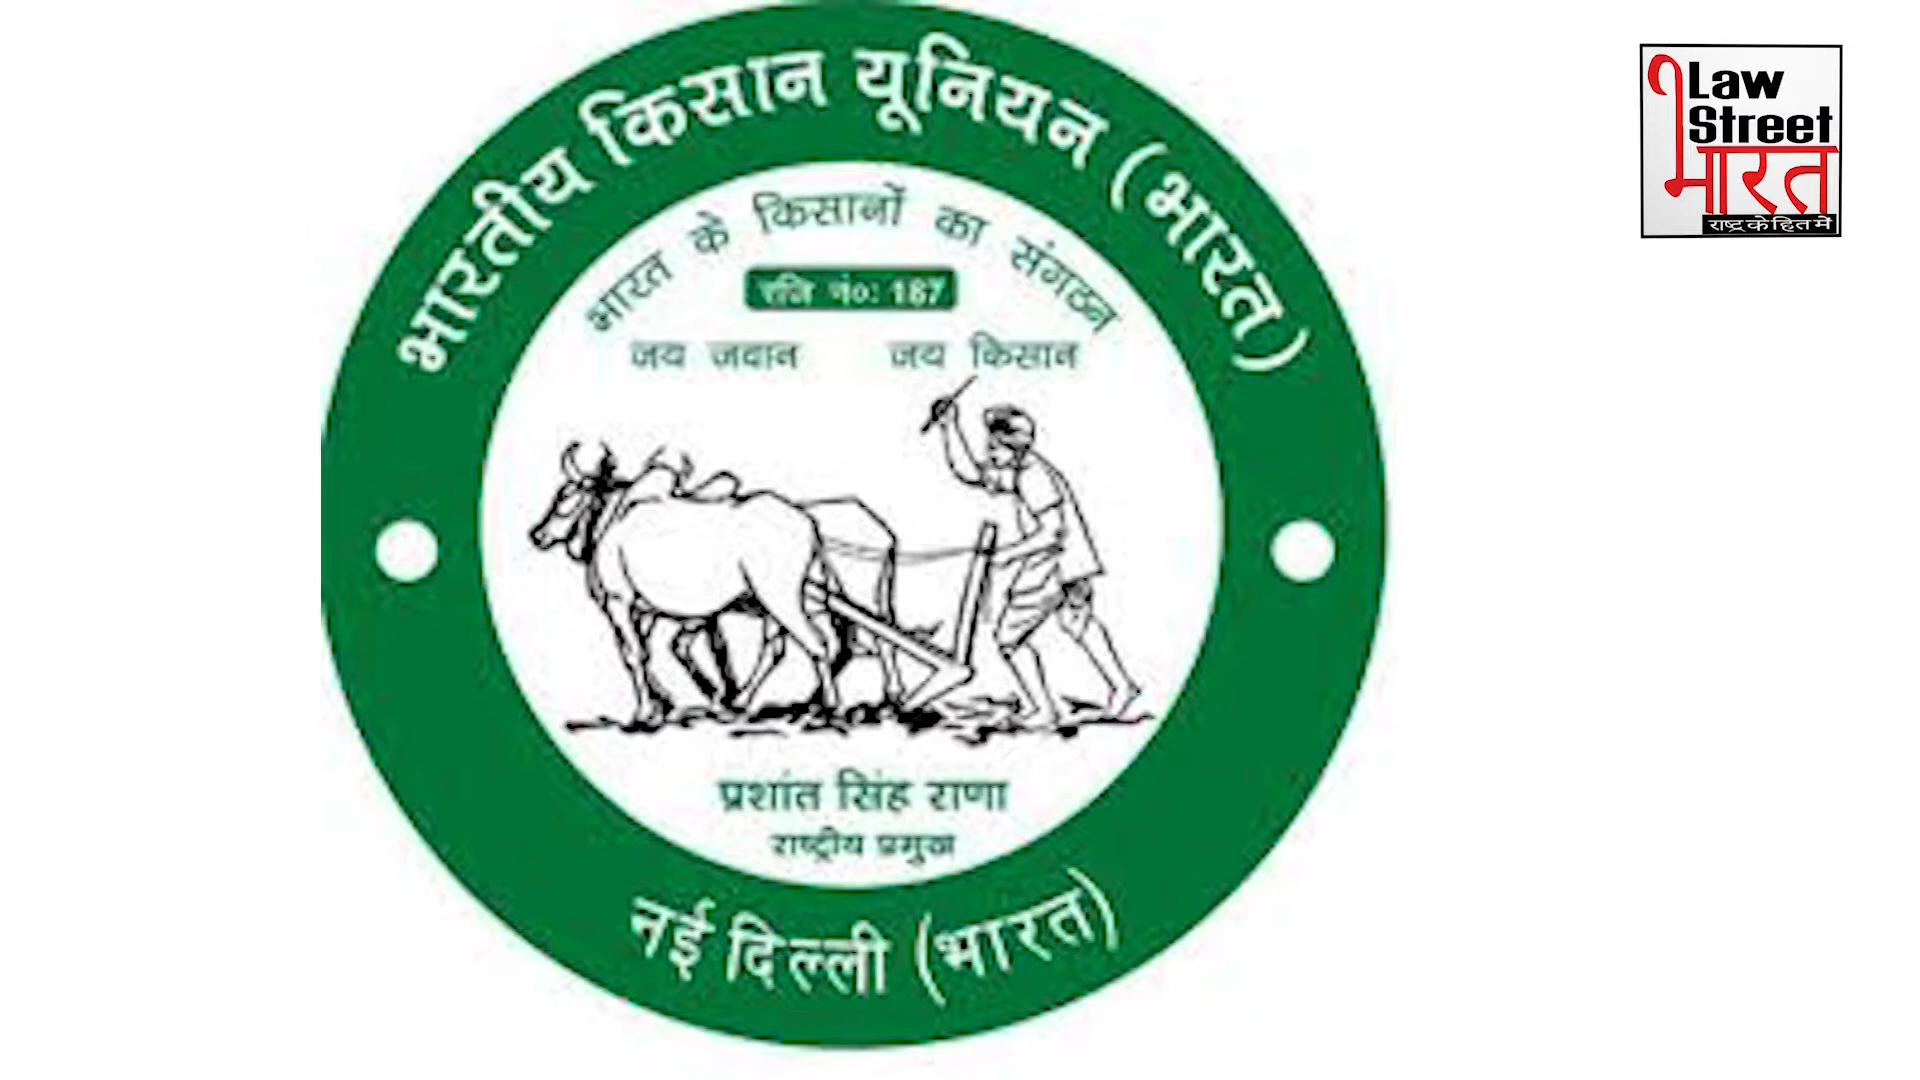 भारतीय किसान यूनियन (भारत)
भारत के किसानों का संगठन
रजि नं०: 187
जय जवान जय किसान
प्रशांत सिंह राणा
राष्ट्रीय प्रमुख
नई दिल्ली (भारत)
Law
Street
भारत
राष्ट्र के हित में